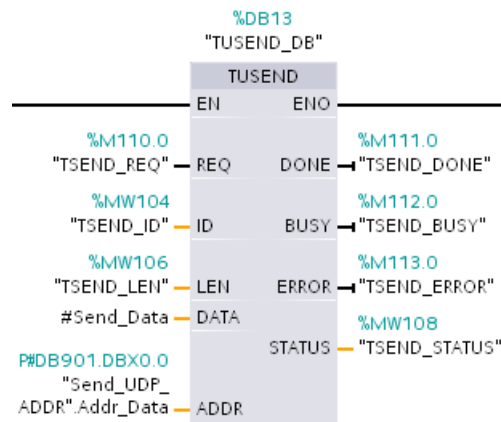 %DB13
"TUSEND_DB"
TUSEND
EN ENO
%M110.0 %M111.0
"TSEND_REQ" REQ DONE "TSEND_DONE"
%MW104 %M112.0
"TSEND_ID" ID BUSY "TSEND_BUSY"
%MW106 %M113.0
"TSEND_LEN" LEN ERROR "TSEND_ERROR"
#Send_Data DATA %MW108
STATUS "TSEND_STATUS"
P#DB901.DBX0.0
"Send_UDP_
ADDR".Addr_Data ADDR